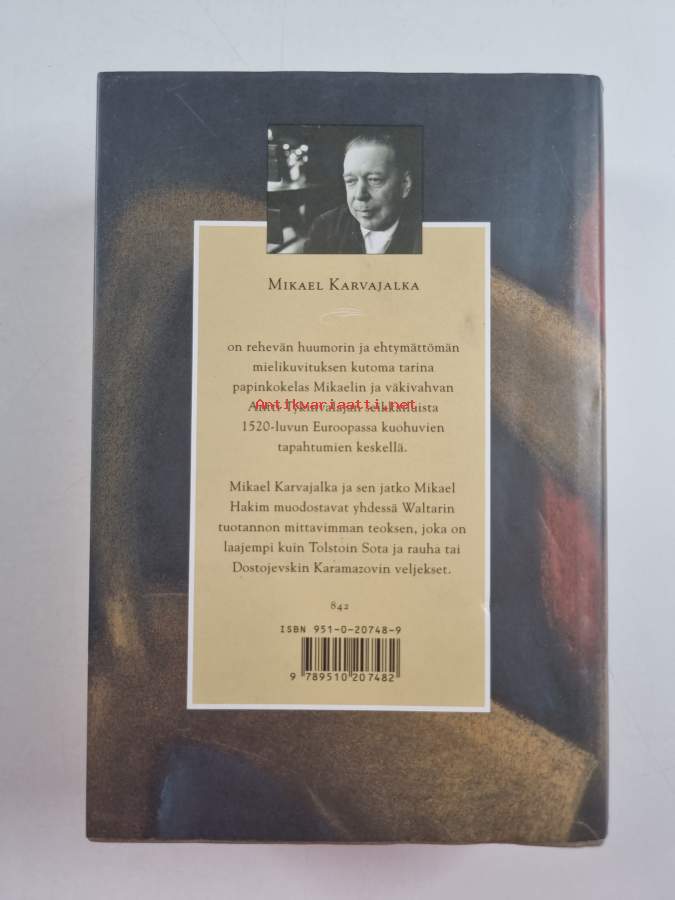 MIKAEL KARVAJALKA
on rehevän huumorin ja ehtymättömän
mielikuvituksen kutoma tarina
papinkokelas Mikaelin ja väkivahvan
Antikvariaatti.net
Antti Tykinvalajan seikkailuista
1520-luvun Euroopassa kuohuvien
tapahtumien keskellä.
Mikael Karvajalka ja sen jatko Mikael
Hakim muodostavat yhdessä Waltarin
tuotannon mittavimman teoksen, joka on
laajempi kuin Tolstoin Sota ja rauha tai
Dostojevskin Karamazovin veljekset.
842
ISBN 951-0-20748-9
9 789510 207482